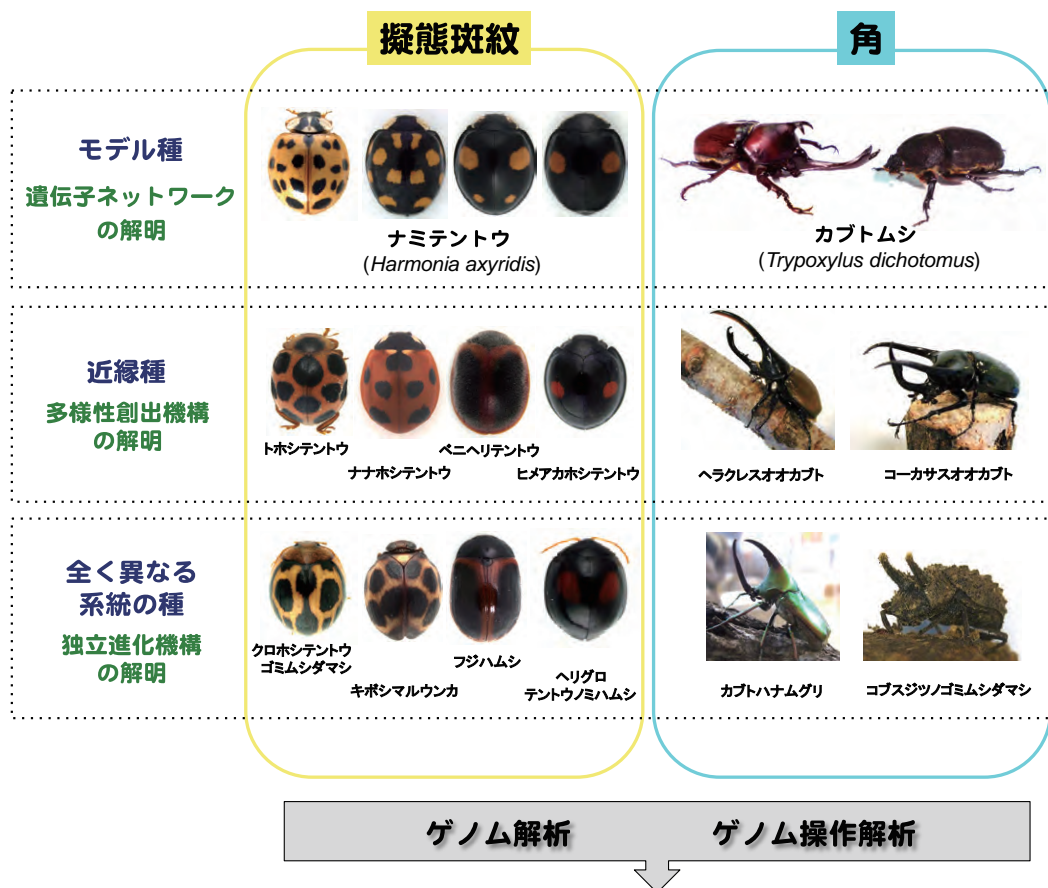 擬態斑紋
角
モデル種
遺伝子ネットワーク
の解明
ナミテントウ
(Harmonia axyridis)
カブトムシ
(Trypoxylus dichotomus)
近縁種
多様性創出機構
の解明
トホシテントウ
ナナホシテントウ
ベニヘリテントウ
ヒメアカホシテントウ
ヘラクレスオオカブト
コーカサスオオカブト
全く異なる
系統の種
独立進化機構
の解明
クロホシテントウ
ゴミムシダマシ
キボシマルウンカ
フジハムシ
ヘリグロ
テントウノミハムシ
カブトハナムグリ
コブスジツノゴミムシダマシ
ゲノム解析
ゲノム操作解析